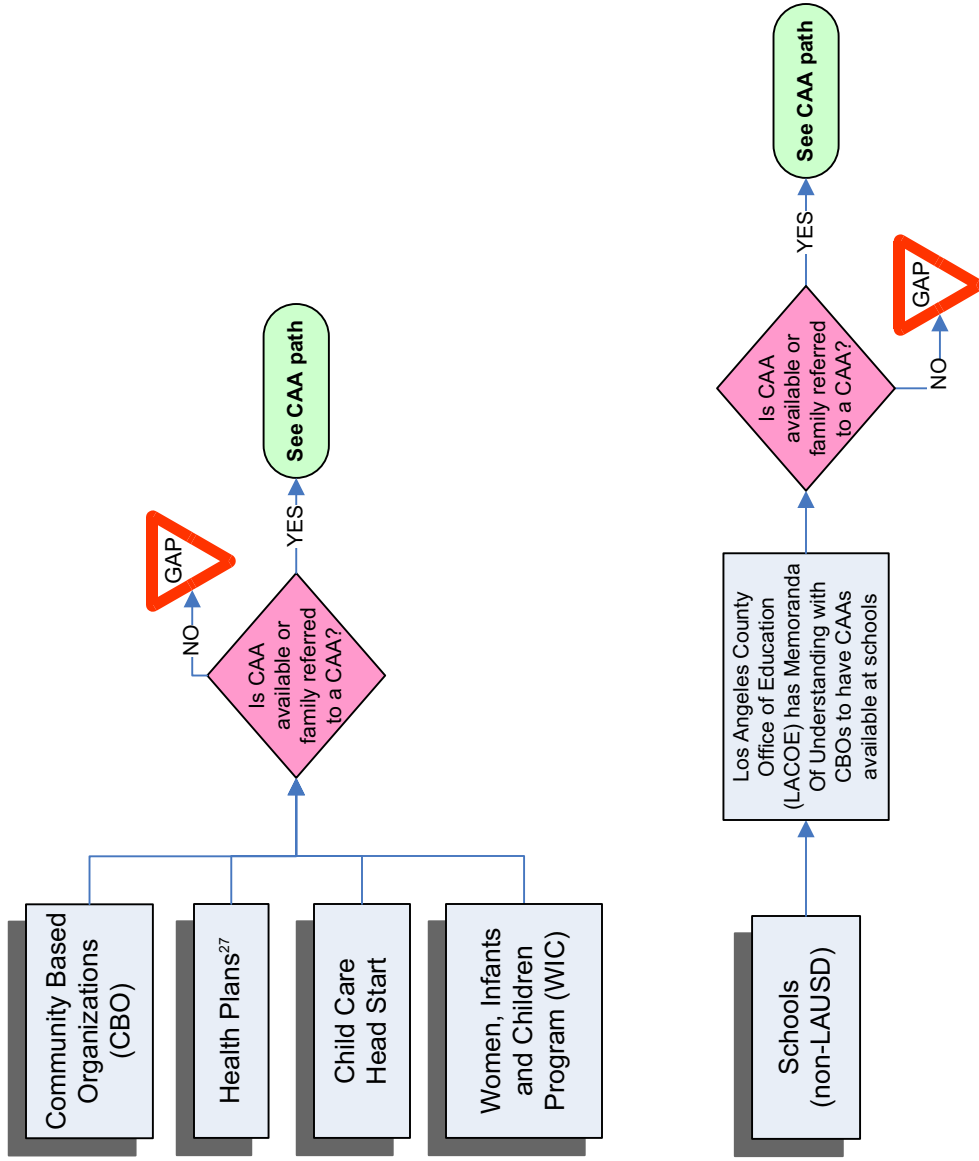 Community Based
Organizations
(CBO)
Health Plans27
Child Care
Head Start
Women, Infants
and Children
Program (WIC)
Is CAA
available or
family referred
to a CAA?
NO
GAP
YES
See CAA path
Schools
(non-LAUSD)
Los Angeles County
Office of Education
(LACOE) has Memoranda
Of Understanding with
CBOs to have CAAs
available at schools
Is CAA
available or
family referred
to a CAA?
YES
See CAA path
NO
GAP